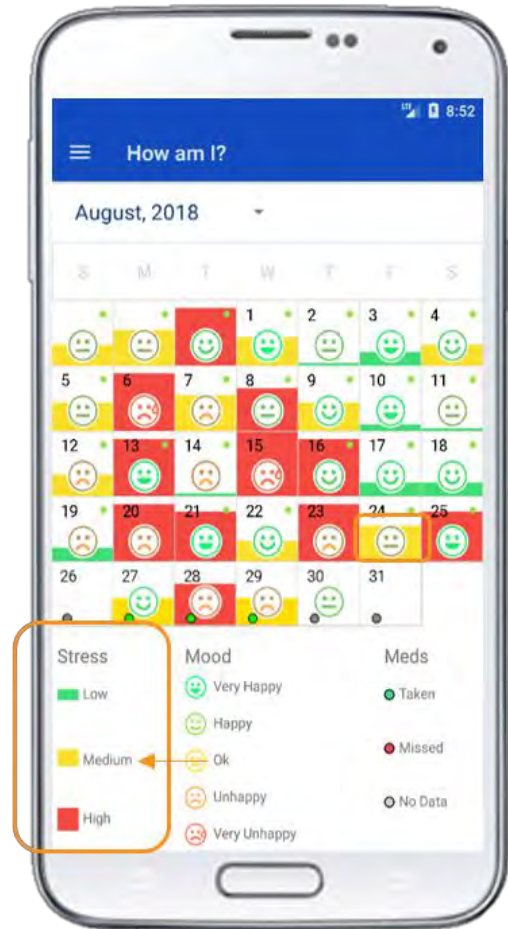 8:52
How am I?
August, 2018
S M T W T F S
1 2 3 4
5 6 7 8 9 10 11
12 13 14 15 16 17 18
19 20 21 22 23 24 25
26 27 28 29 30 31
Stress Mood Meds
Low Very Happy Taken
Happy
Medium Ok Missed
Unhappy
High Very Unhappy No Data